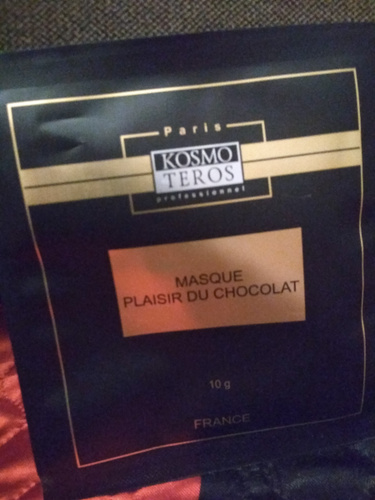 Paris
KOSMO
TEROS
professionnel
MASQUE
PLAISIR DU CHOCOLAT
10 g
FRANCE